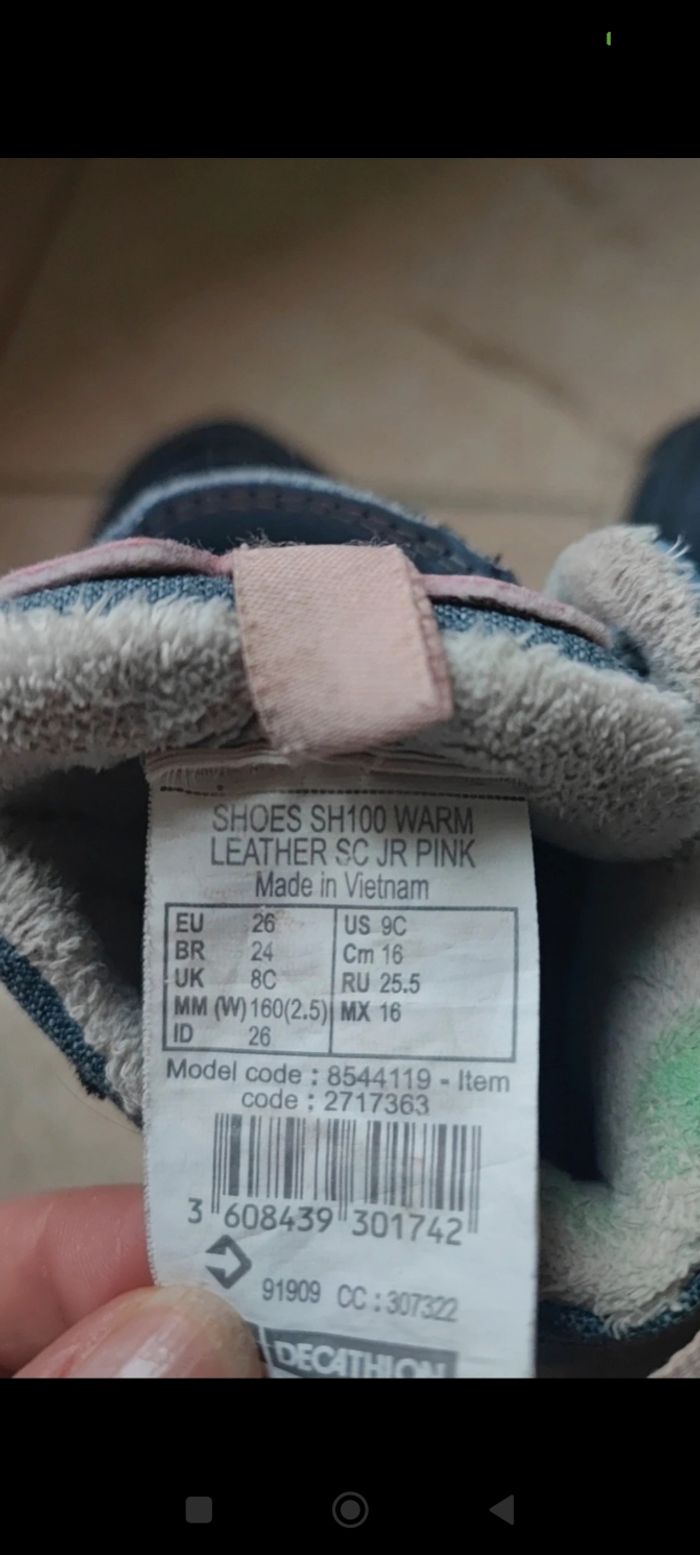 SHOES SH100 WARM
LEATHER SC JR PINK
Made in Vietnam
EU 26 US 9C
BR 24 Cm 16
UK 8C RU 25.5
MM (W) 160(2.5) MX 16
ID 26
Model code : 8544119 - Item
code : 2717363
3 608439 301742
91909 CC : 307322
DECATHLON